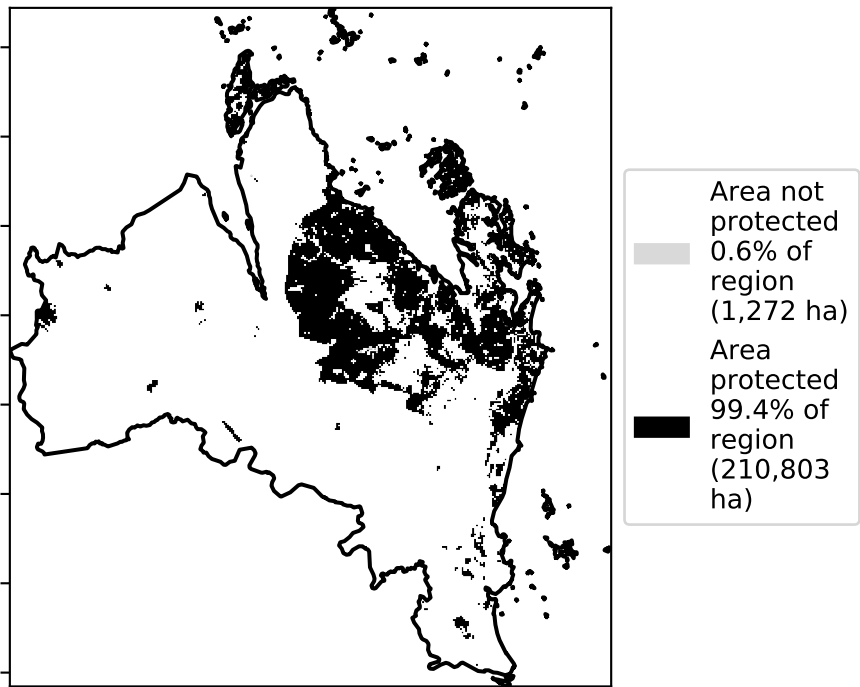 Area not
protected
0.6% of
region
(1,272 ha)
Area
protected
99.4% of
region
(210,803
ha)